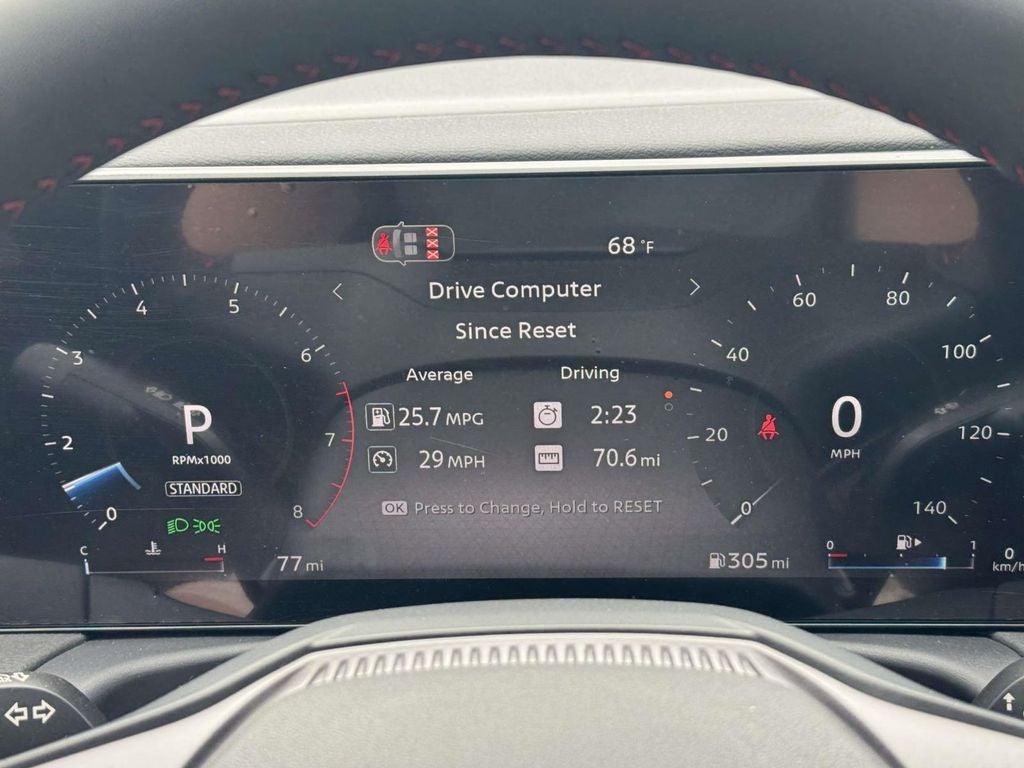 68 °F
Drive Computer
Since Reset
Average Driving
25.7 MPG 2:23
29 MPH 70.6 mi
OK Press to Change, Hold to RESET
0 2 3 4 5 6 7 8
P
RPMx1000
STANDARD
C H
77 mi
0 20 40 60 80 100 120 140
0
MPH
305 mi
0 1
0
km/h